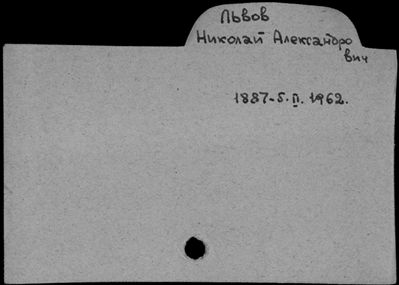 Львов
Николай Александро
вич
1887-5.II.1962.